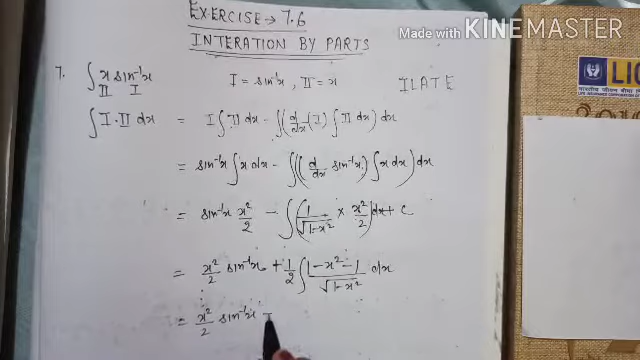 EXERCISE → 7.6
Made with KINEMASTER
INTERATION BY PARTS
7. ∫ x sin⁻¹x I = sin⁻¹x, II = x ILATE
II I
∫ I · II dx = I ∫ II dx - ∫(d/dx (I) ∫ II dx) dx
= sin⁻¹x ∫ x dx - ∫((d/dx sin⁻¹x) ∫ x dx) dx
= sin⁻¹x x²/2 - ∫(1/√1-x² × x²/2) dx + C
= x²/2 sin⁻¹x + 1/2 ∫ 1-x²-1/√1-x² dx
= x²/2 sin⁻¹x
LIC